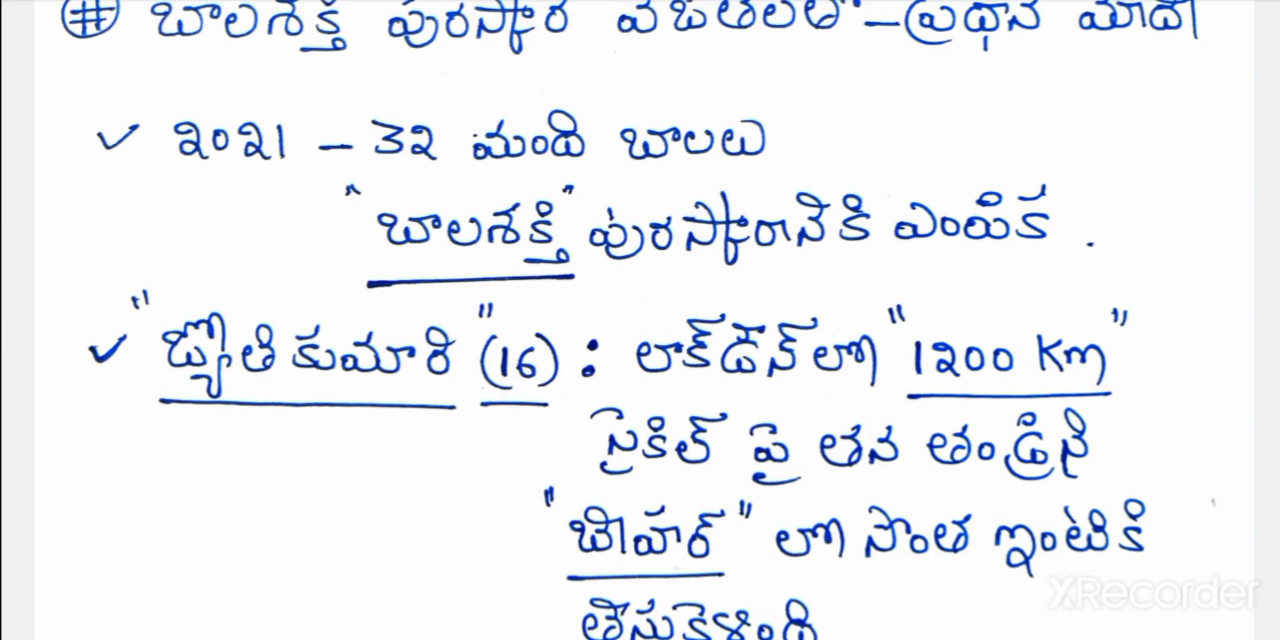 # బాలశక్తి పురస్కార విజేతలతో - ప్రధాని మోదీ
✓ 2021 - 32 మంది బాలలు
"బాలశక్తి" పురస్కారానికి ఎంపిక .
✓ "జ్యోతి కుమారి" (16) : లాక్‌డౌన్‌లో "1200 Km"
సైకిల్ పై తన తండ్రిని
"బీహార్" లో సొంత ఇంటికి
తీసుకెళ్లింది
XRecorder